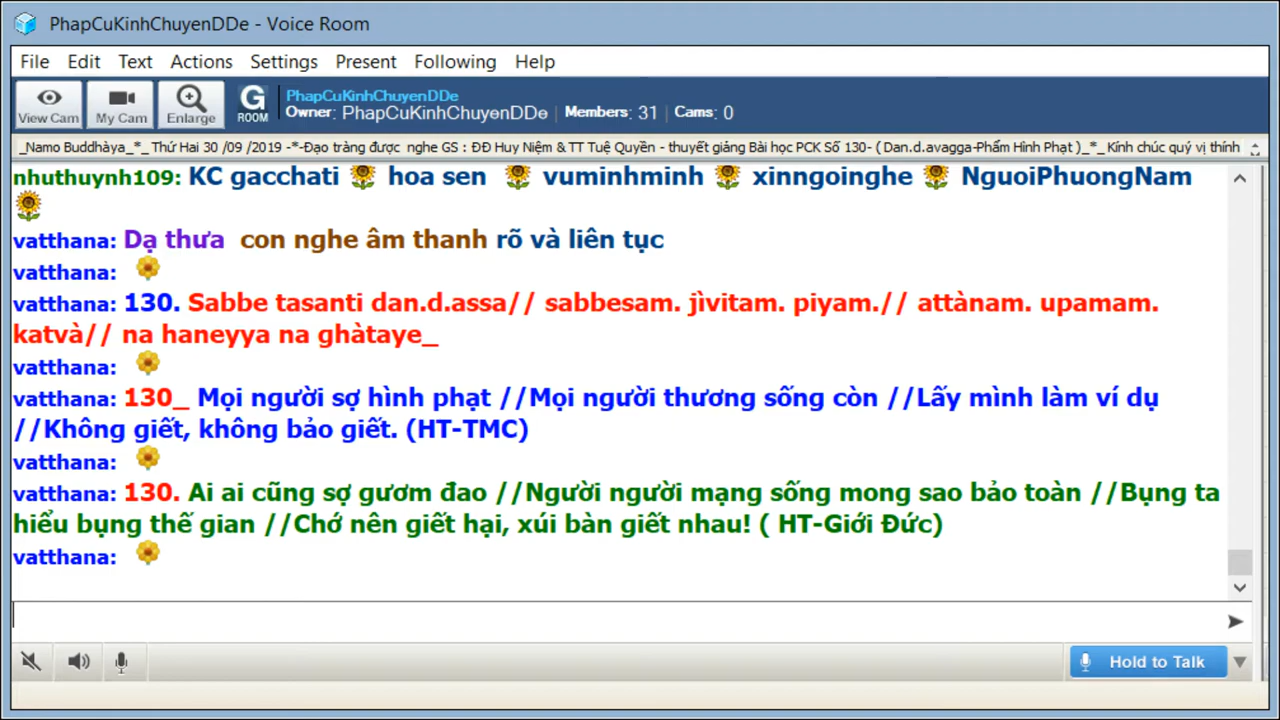 PhapCuKinhChuyenDDe - Voice Room
File Edit Text Actions Settings Present Following Help
View Cam My Cam Enlarge G ROOM
PhapCuKinhChuyenDDe
Owner: PhapCuKinhChuyenDDe | Members: 31 | Cams: 0
_Namo Buddhàya_*_ Thứ Hai 30 /09 /2019 -*-Đạo tràng được nghe GS : ĐĐ Huy Niệm & TT Tuệ Quyền - thuyết giảng Bài học PCK Số 130- ( Dan.d.avagga-Phẩm Hình Phạt )_*_ Kính chúc quý vị thính
nhuthuynh109: KC gacchati 🌻 hoa sen 🌻 vuminhminh 🌻 xinngoinghe 🌻 NguoiPhuongNam
🌻
vatthana: Dạ thưa con nghe âm thanh rõ và liên tục
vatthana:
vatthana: 130. Sabbe tasanti dan.d.assa// sabbesam. jìvitam. piyam.// attànam. upamam.
katvà// na haneyya na ghàtaye_
vatthana:
vatthana: 130_ Mọi người sợ hình phạt //Mọi người thương sống còn //Lấy mình làm ví dụ
//Không giết, không bảo giết. (HT-TMC)
vatthana:
vatthana: 130. Ai ai cũng sợ gươm đao //Người người mạng sống mong sao bảo toàn //Bụng ta
hiểu bụng thế gian //Chớ nên giết hại, xúi bàn giết nhau! ( HT-Giới Đức)
vatthana:
Hold to Talk